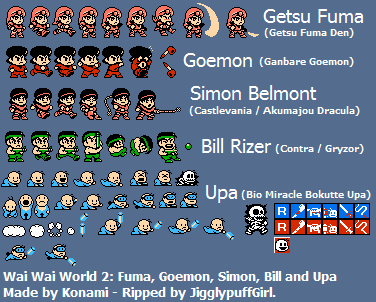 Getsu Fuma
(Getsu Fuma Den)
Goemon (Ganbare Goemon)
Simon Belmont
(Castlevania / Akumajou Dracula)
Bill Rizer (Contra / Gryzor)
Upa (Bio Miracle Bokutte Upa)
R
R
Wai Wai World 2: Fuma, Goemon, Simon, Bill and Upa
Made by Konami - Ripped by JigglypuffGirl.